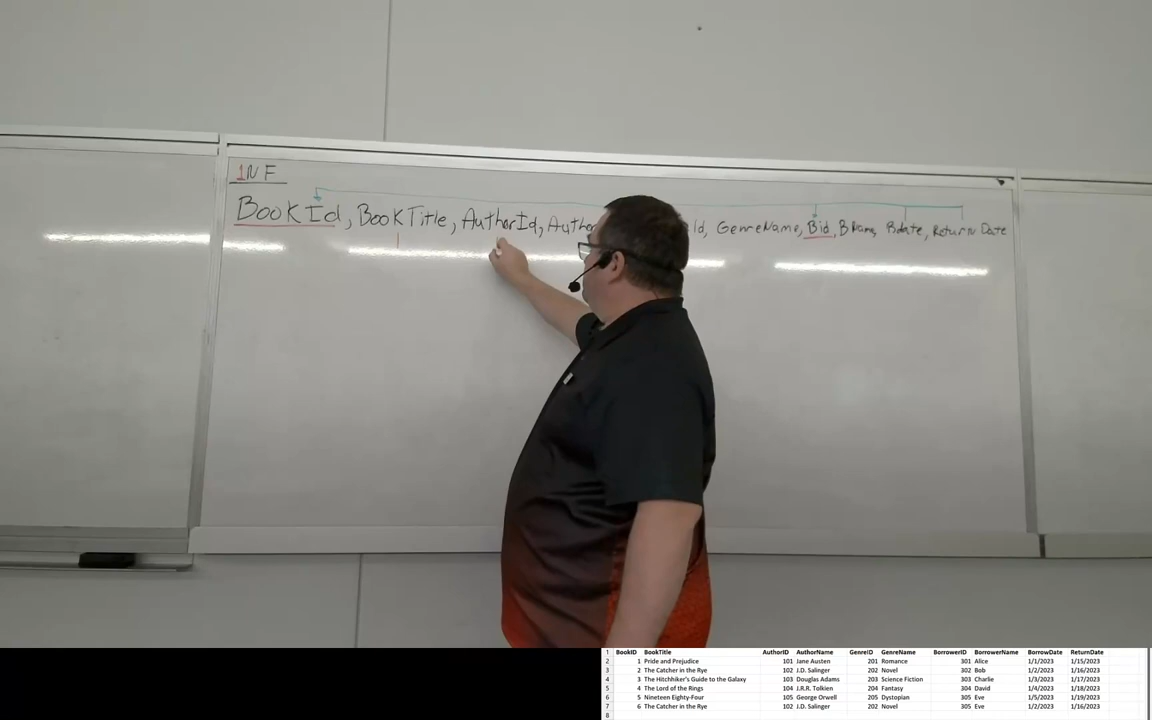 1NF
BookId, BookTitle, AuthorId, Author Id, GenreName, Bid, BName, Bdate, Return Date
1 BookID BookTitle AuthorID AuthorName GenreID GenreName BorrowerID BorrowerName BorrowDate ReturnDate
2 1 Pride and Prejudice 101 Jane Austen 201 Romance 301 Alice 1/1/2023 1/15/2023
3 2 The Catcher in the Rye 102 J.D. Salinger 202 Novel 302 Bob 1/2/2023 1/16/2023
4 3 The Hitchhiker's Guide to the Galaxy 103 Douglas Adams 203 Science Fiction 303 Charlie 1/3/2023 1/17/2023
5 4 The Lord of the Rings 104 J.R.R. Tolkien 204 Fantasy 304 David 1/4/2023 1/18/2023
6 5 Nineteen Eighty-Four 105 George Orwell 205 Dystopian 305 Eve 1/5/2023 1/19/2023
7 6 The Catcher in the Rye 102 J.D. Salinger 202 Novel 305 Eve 1/2/2023 1/16/2023
8